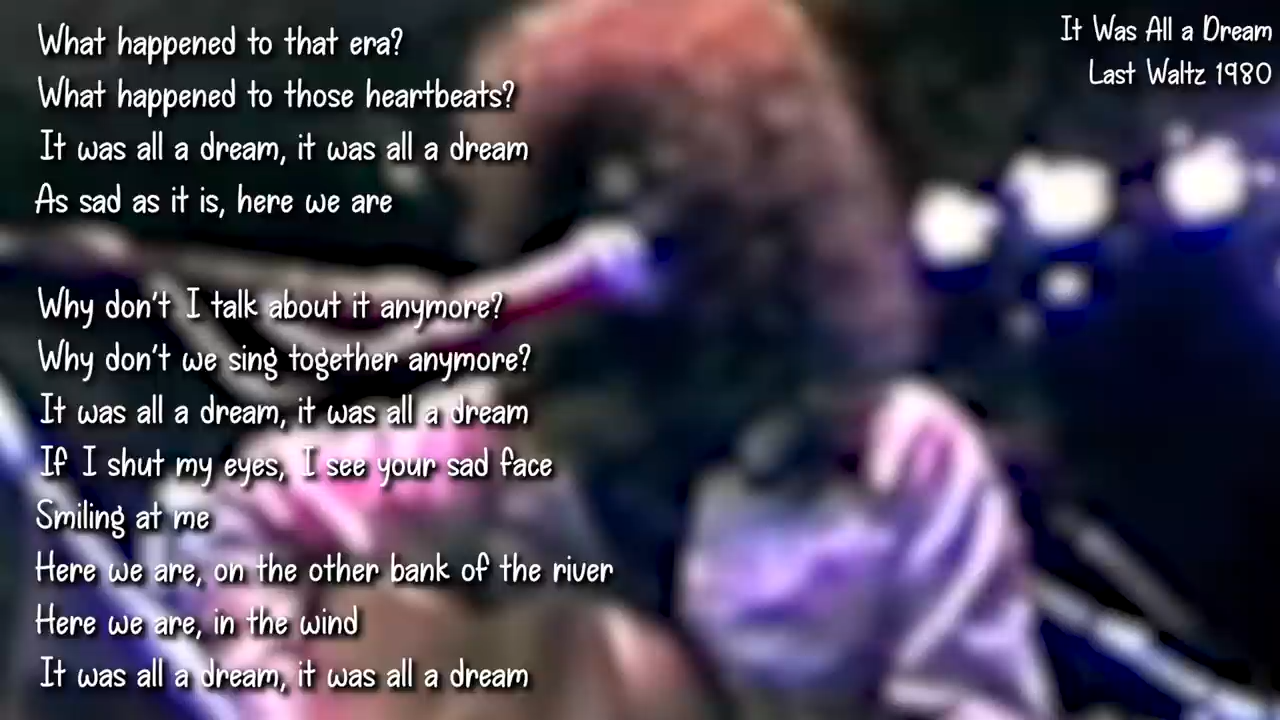 What happened to that era?
What happened to those heartbeats?
It was all a dream, it was all a dream
As sad as it is, here we are
Why don't I talk about it anymore?
Why don't we sing together anymore?
It was all a dream, it was all a dream
If I shut my eyes, I see your sad face
Smiling at me
Here we are, on the other bank of the river
Here we are, in the wind
It was all a dream, it was all a dream
It Was All a Dream
Last Waltz 1980